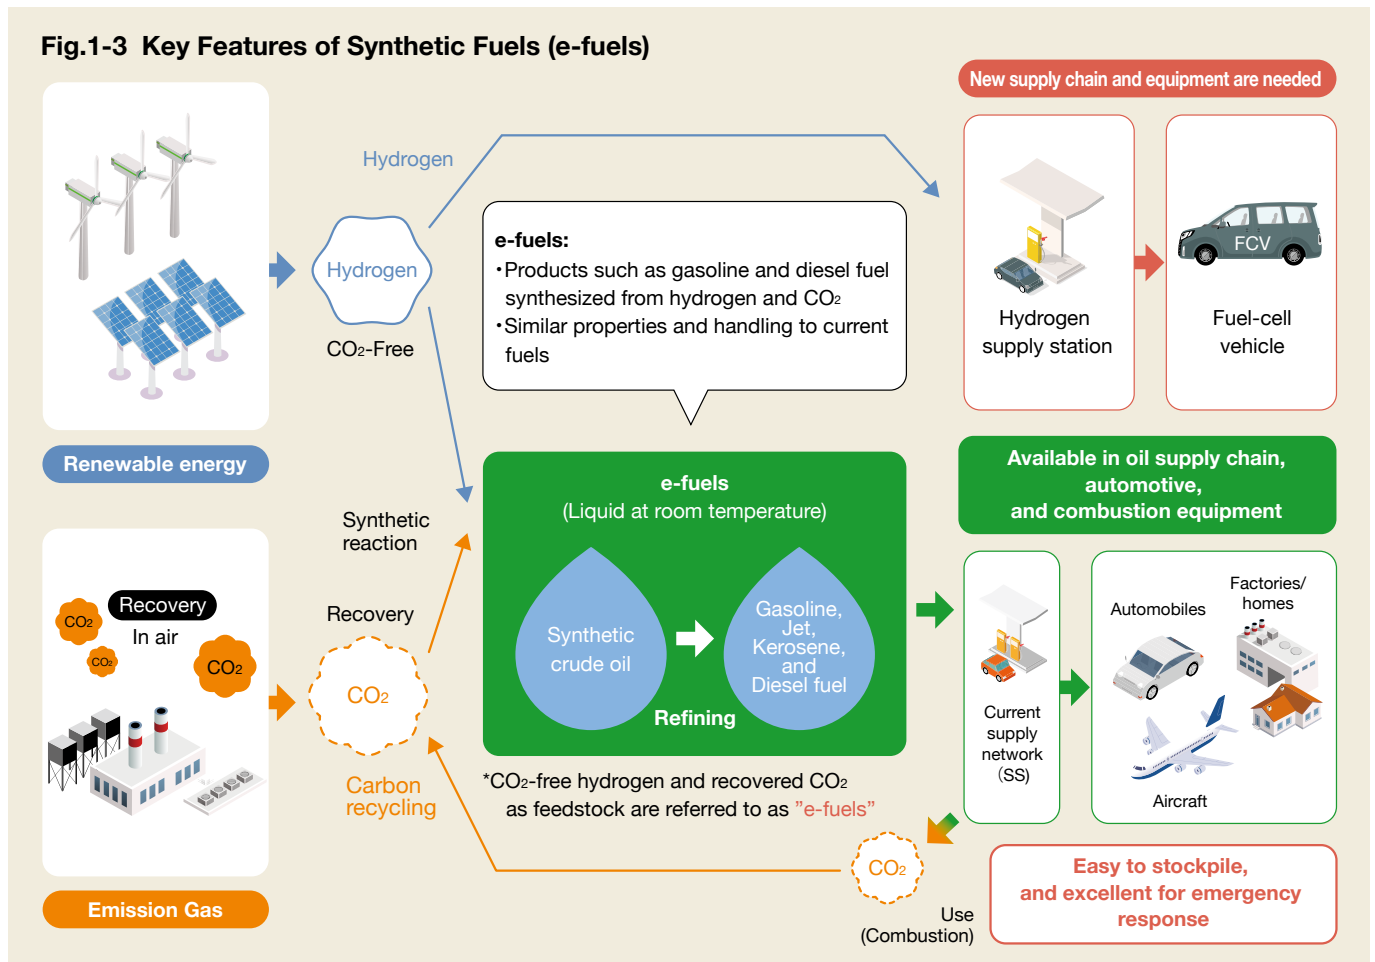 Fig.1-3 Key Features of Synthetic Fuels (e-fuels)
New supply chain and equipment are needed
Hydrogen
Hydrogen
CO₂-Free
Renewable energy
e-fuels:
・Products such as gasoline and diesel fuel
synthesized from hydrogen and CO₂
・Similar properties and handling to current
fuels
Hydrogen
supply station
FCV
Fuel-cell
vehicle
Available in oil supply chain,
automotive,
and combustion equipment
e-fuels
(Liquid at room temperature)
Synthetic
crude oil
Gasoline,
Jet,
Kerosene,
and
Diesel fuel
Refining
Synthetic
reaction
Recovery
CO₂
Carbon
recycling
CO₂
CO₂
CO₂
Recovery
In air
Emission Gas
*CO₂-free hydrogen and recovered CO₂
as feedstock are referred to as ”e-fuels”
CO₂
Use
(Combustion)
Current
supply
network
（SS)
Automobiles
Factories/
homes
Aircraft
Easy to stockpile,
and excellent for emergency
response